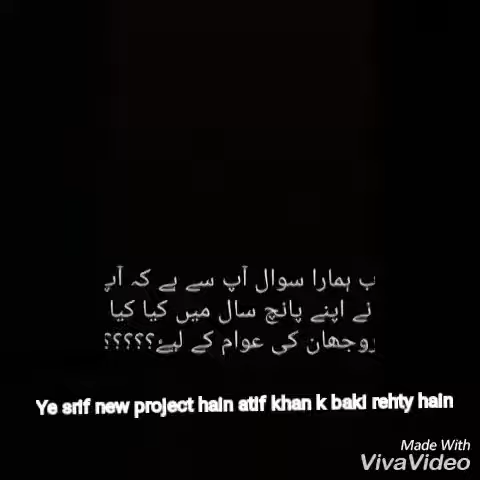 ب ہمارا سوال آپ سے ہے کہ آپ
نے اپنے پانچ سال میں کیا کیا
روجھان کی عوام کے لیۓ؟؟؟؟؟
Ye srif new project hain atif khan k baki rehty hain
Made With
VivaVideo